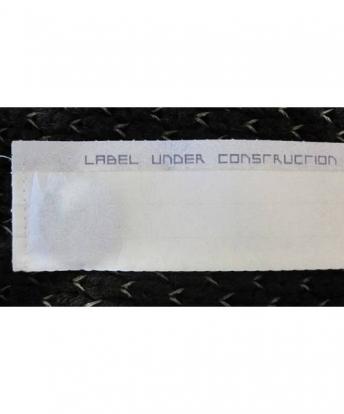 LABEL UNDER CONSTRUCTION